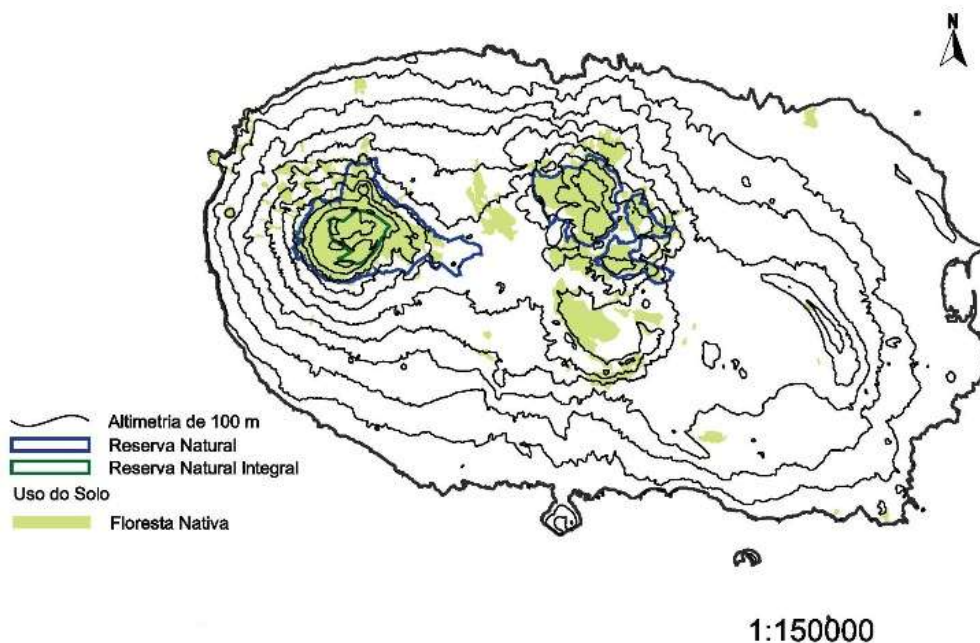 N
Altimetria de 100 m
Reserva Natural
Reserva Natural Integral
Uso do Solo
Floresta Nativa
1:150000